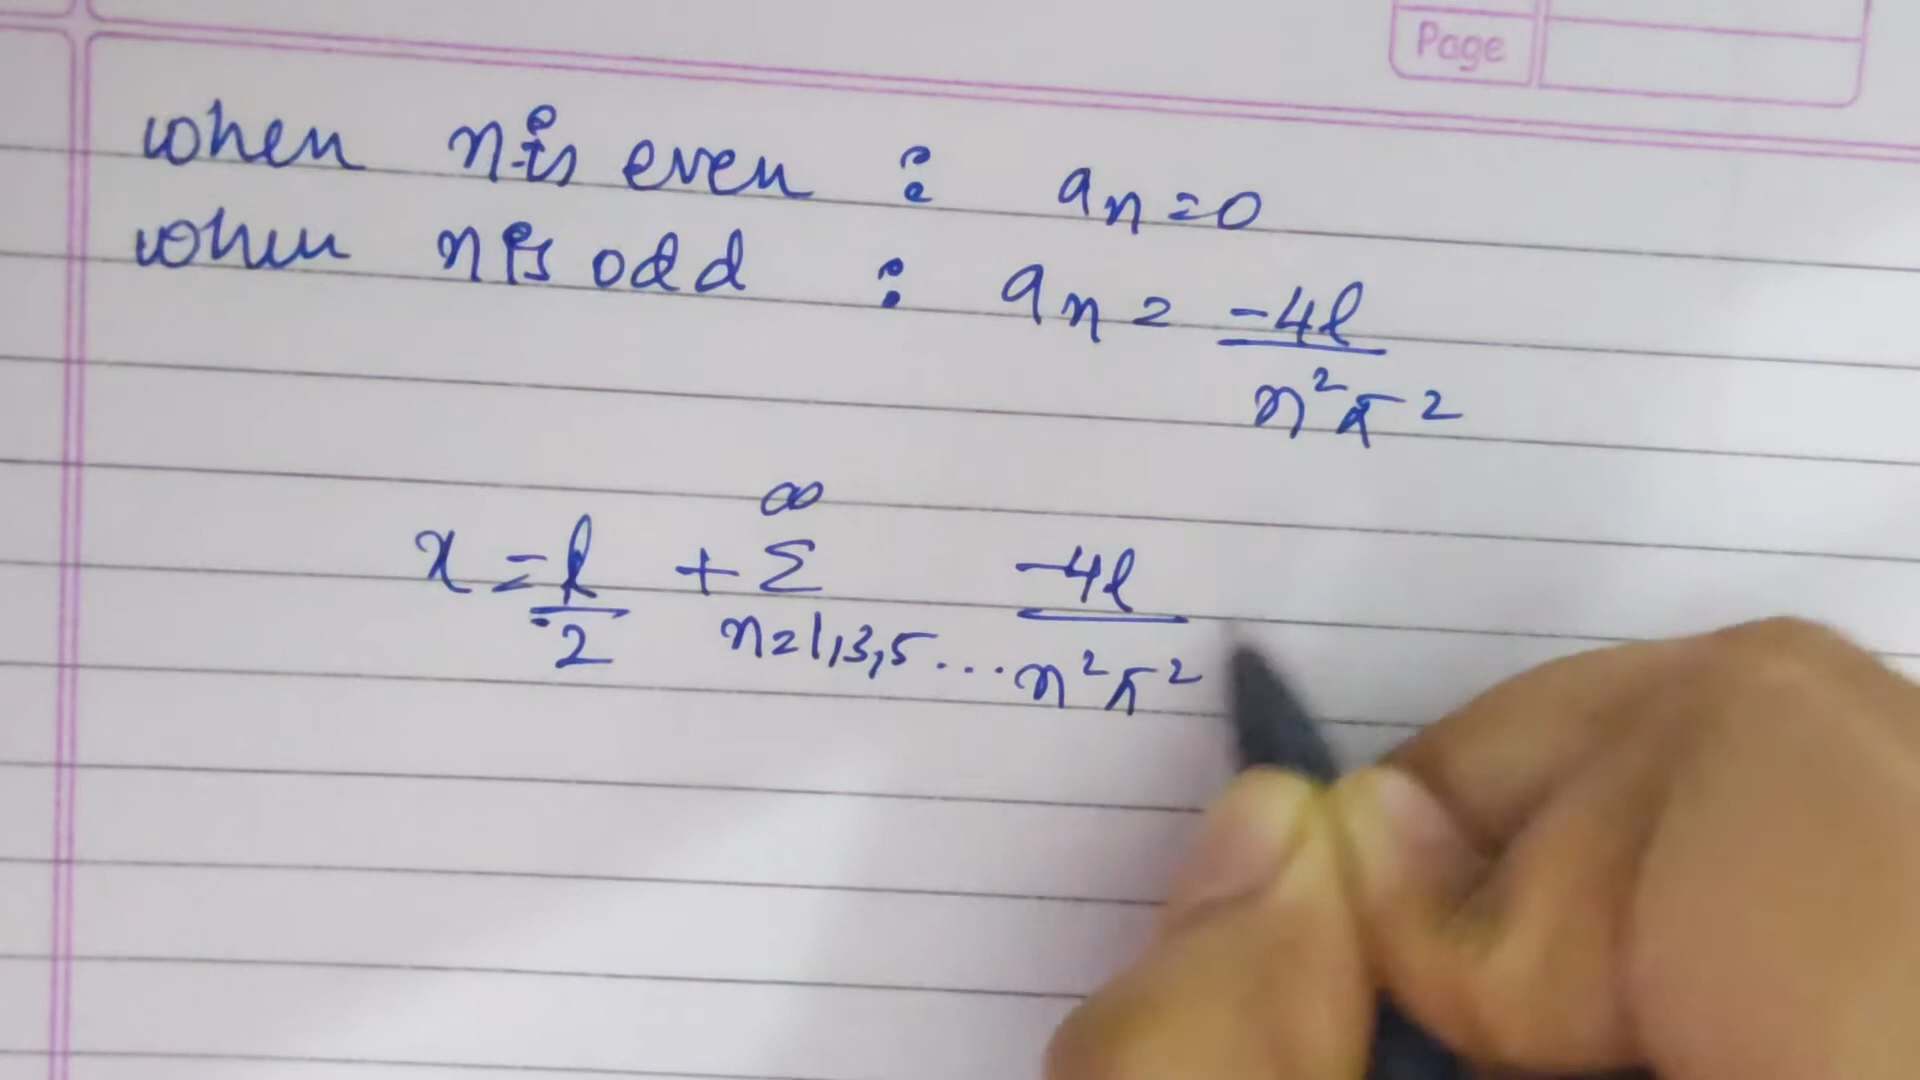 Page
when n is even : aₙ = 0
when n is odd : aₙ = -4l / n²π²
x = l/2 + ∞ Σ n=1,3,5... -4l / n²π²